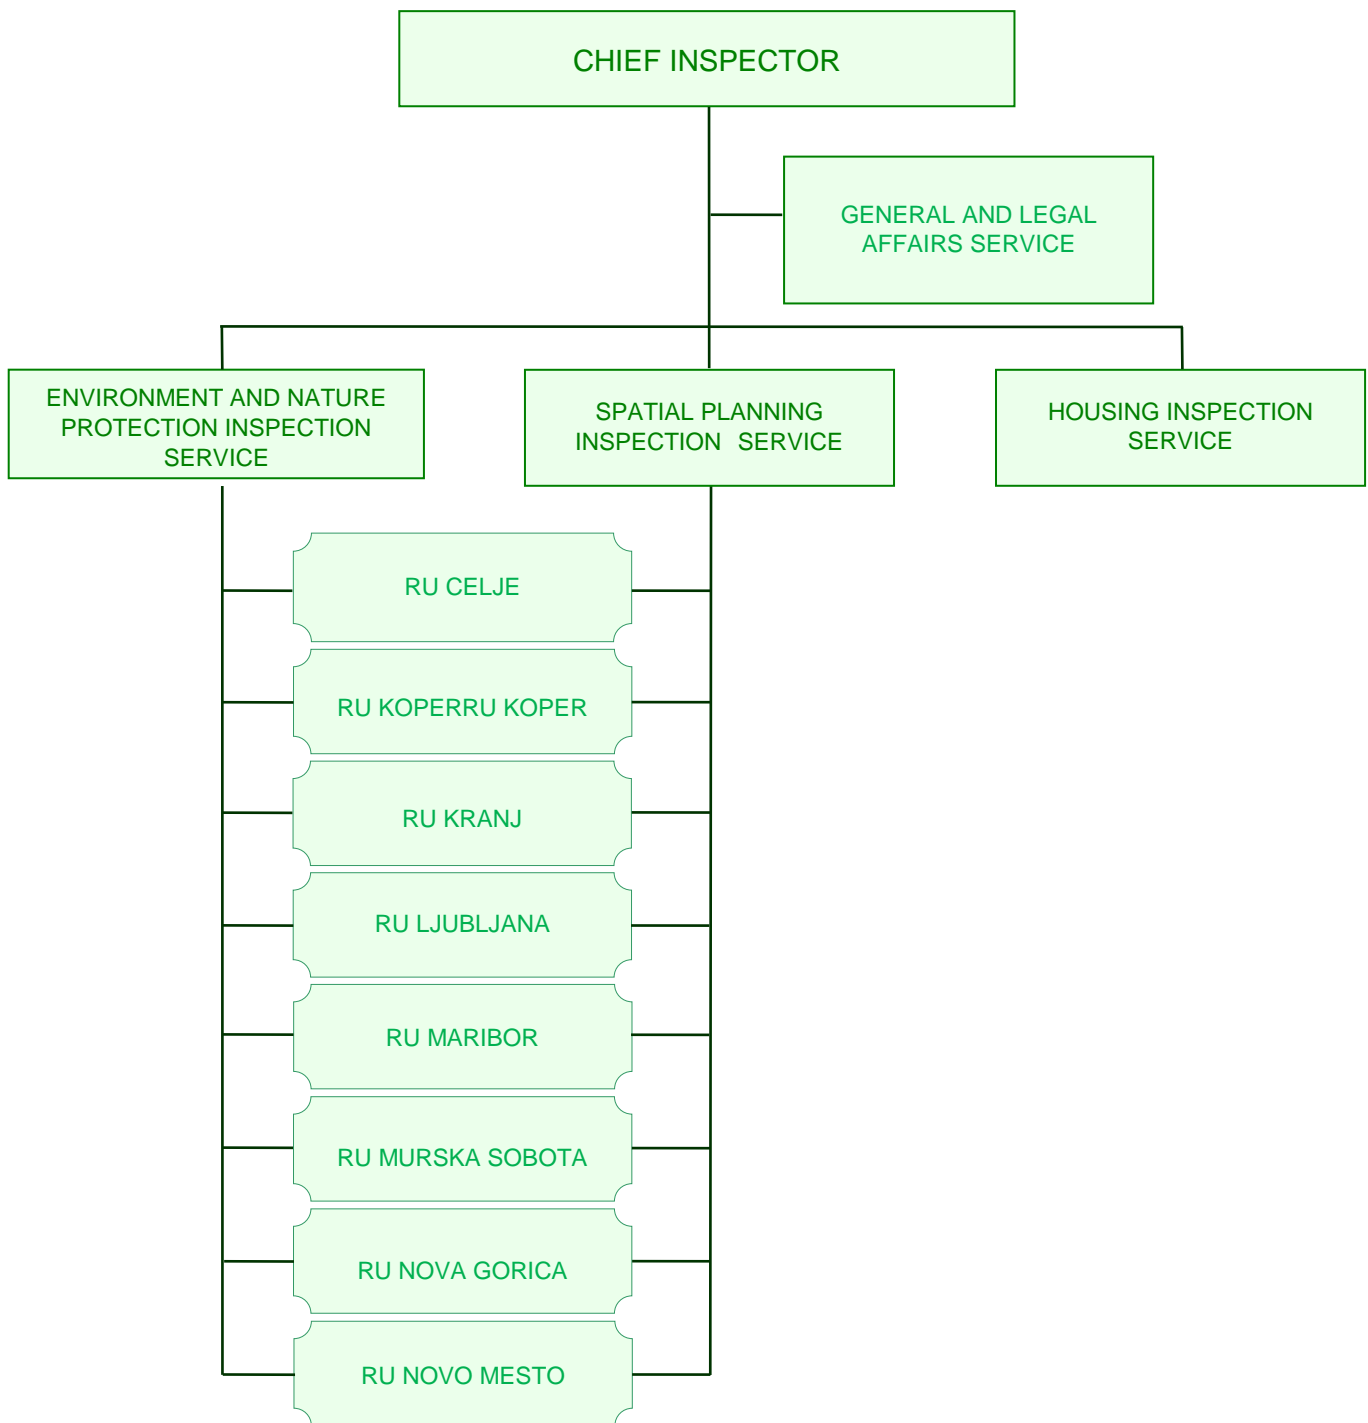 CHIEF INSPECTOR
GENERAL AND LEGAL
AFFAIRS SERVICE
ENVIRONMENT AND NATURE
PROTECTION INSPECTION
SERVICE
SPATIAL PLANNING
INSPECTION SERVICE
HOUSING INSPECTION
SERVICE
RU CELJE
RU KOPERRU KOPER
RU KRANJ
RU LJUBLJANA
RU MARIBOR
RU MURSKA SOBOTA
RU NOVA GORICA
RU NOVO MESTO